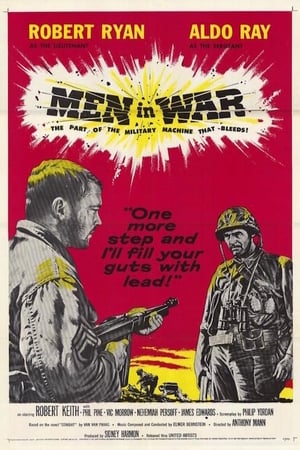 ROBERT RYAN
AS THE LIEUTENANT
ALDO RAY
AS THE SERGEANT
MEN in WAR
THE PART OF THE MILITARY MACHINE THAT -BLEEDS!
"One
more
step and
I'll fill your
guts with
lead!"
co-starring ROBERT KEITH with PHIL PINE · VIC MORROW · NEHEMIAH PERSOFF · JAMES EDWARDS · Screenplay by PHILIP YORDAN
Based on the novel "COMBAT" by VAN VAN PRAAG · Music Composed and Conducted by ELMER BERNSTEIN · Directed by ANTHONY MANN
Produced by SIDNEY HARMON · Released thru UNITED ARTISTS